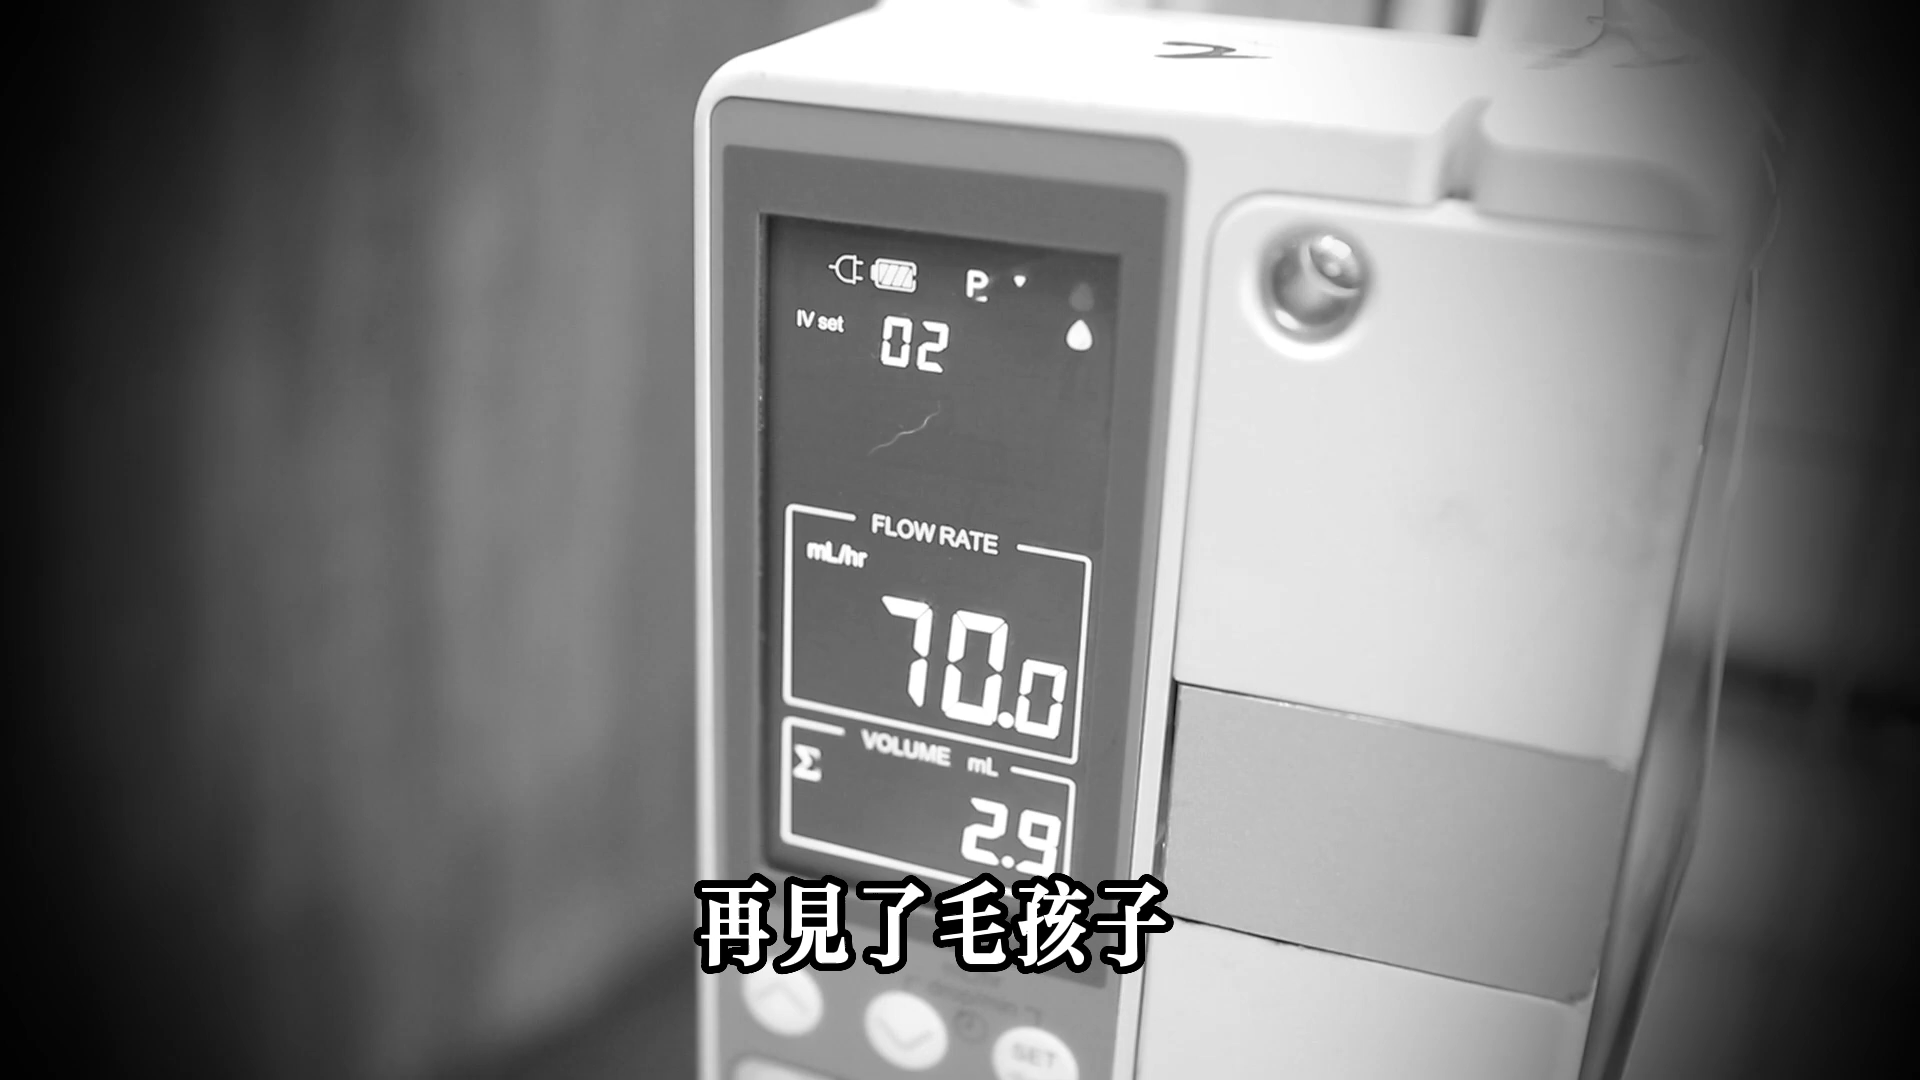 P
IV set 02
FLOW RATE
mL/hr
70.0
VOLUME mL
Σ
2.9
再見了毛孩子
SET